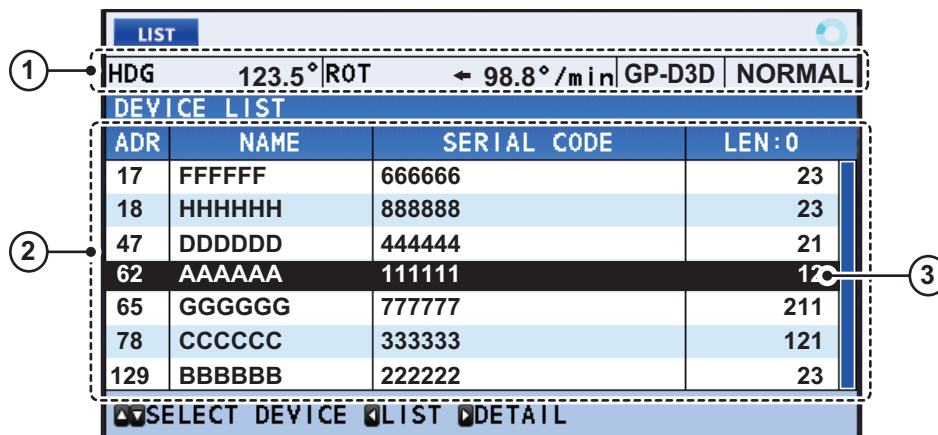 LIST
1 HDG 123.5° ROT ← 98.8°/min GP-D3D NORMAL
DEVICE LIST
ADR NAME SERIAL CODE LEN:0
17 FFFFFF 666666 23
18 HHHHHH 888888 23
47 DDDDDD 444444 21
2
62 AAAAAA 111111 12 3
65 GGGGGG 777777 211
78 CCCCCC 333333 121
129 BBBBBB 222222 23
▲▼SELECT DEVICE ◀LIST ▶DETAIL